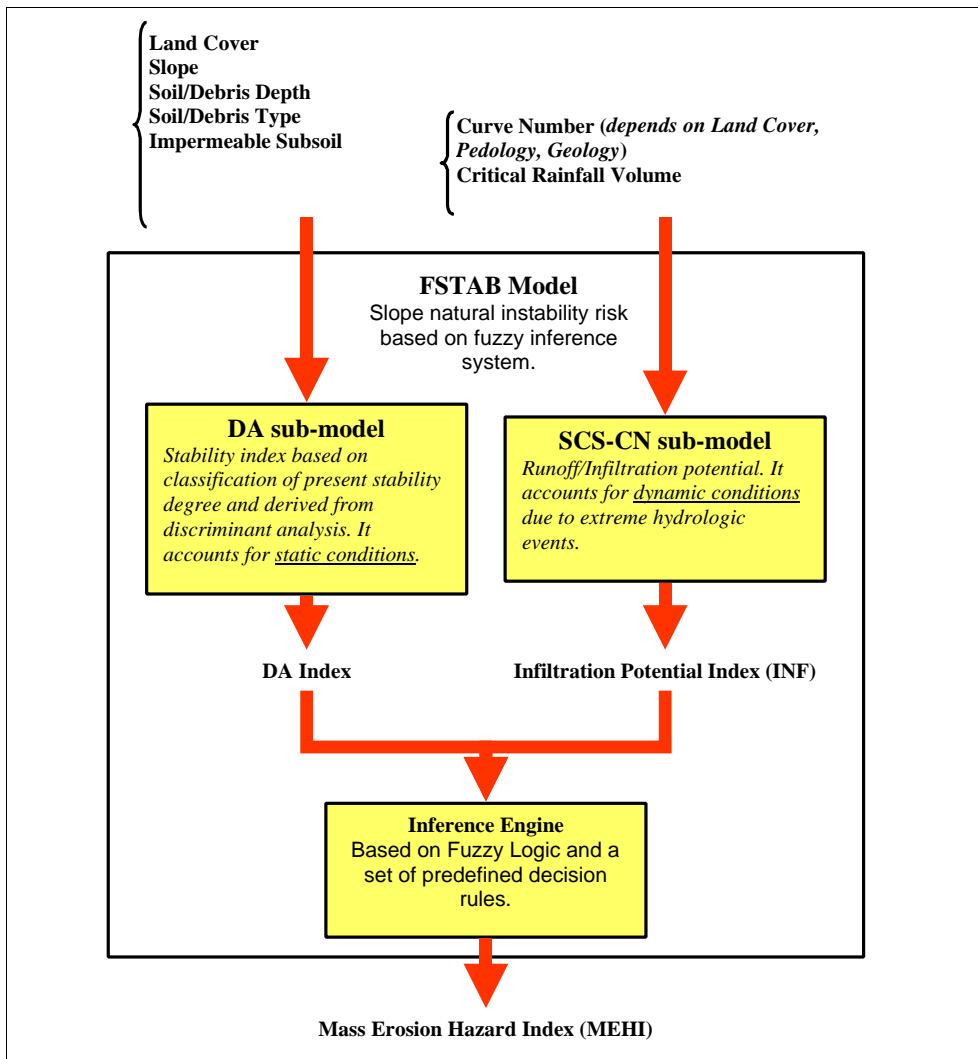 Land Cover
Slope
Soil/Debris Depth
Soil/Debris Type
Impermeable Subsoil
Curve Number (depends on Land Cover,
Pedology, Geology)
Critical Rainfall Volume
FSTAB Model
Slope natural instability risk
based on fuzzy inference
system.
DA sub-model
Stability index based on
classification of present stability
degree and derived from
discriminant analysis. It
accounts for static conditions.
SCS-CN sub-model
Runoff/Infiltration potential. It
accounts for dynamic conditions
due to extreme hydrologic
events.
DA Index
Infiltration Potential Index (INF)
Inference Engine
Based on Fuzzy Logic and a
set of predefined decision
rules.
Mass Erosion Hazard Index (MEHI)